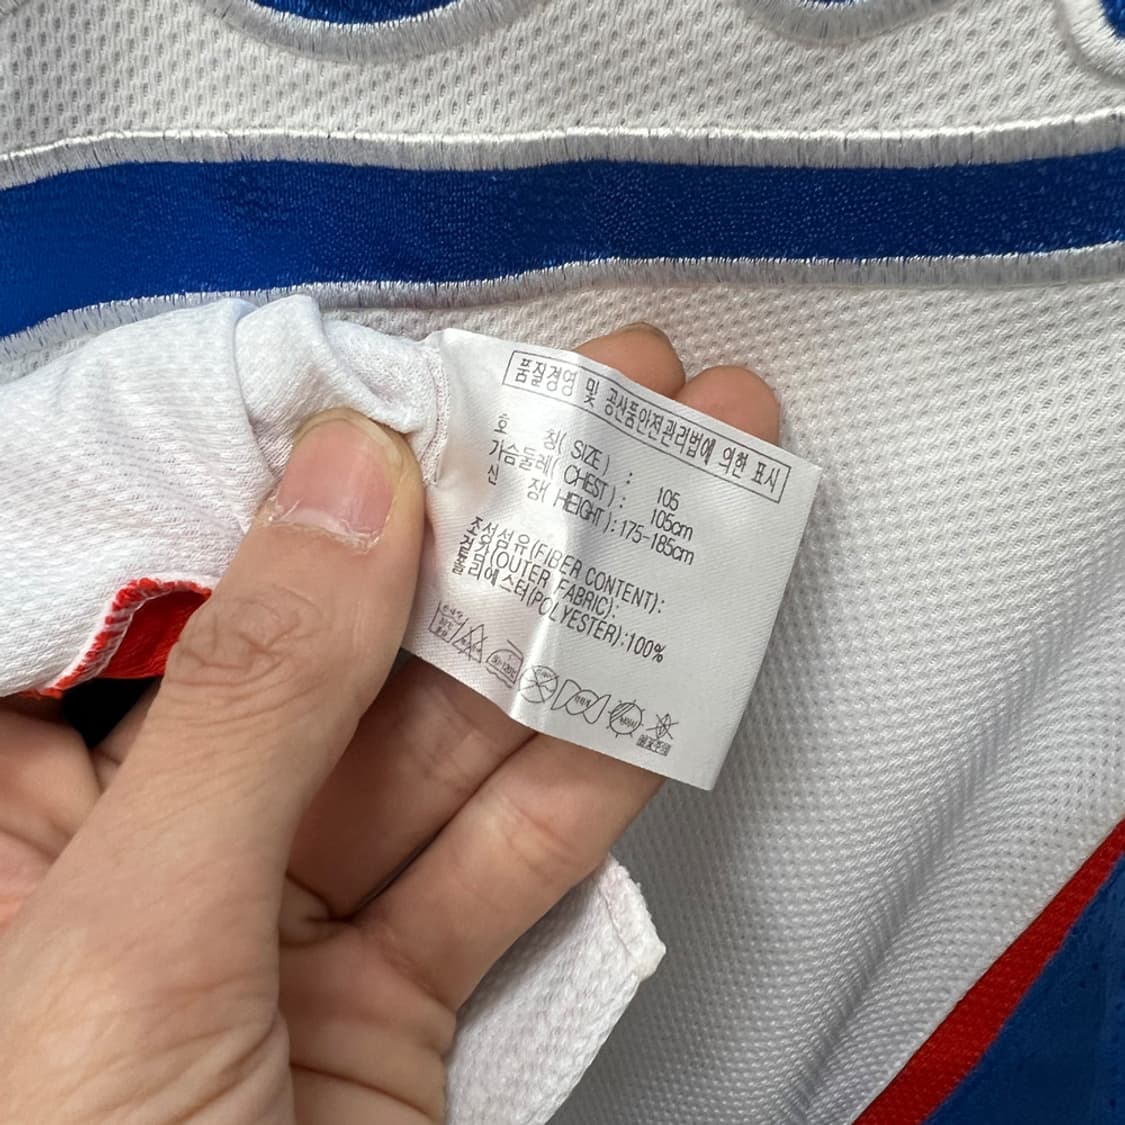 품질경영 및 공산품안전관리법에 의한 표시
호 칭( SIZE ) : 105
가슴둘레( CHEST ) : 105cm
신 장( HEIGHT ) : 175-185cm
조성섬유(FIBER CONTENT):
겉감(OUTER FABRIC):
폴리에스터(POLYESTER):100%